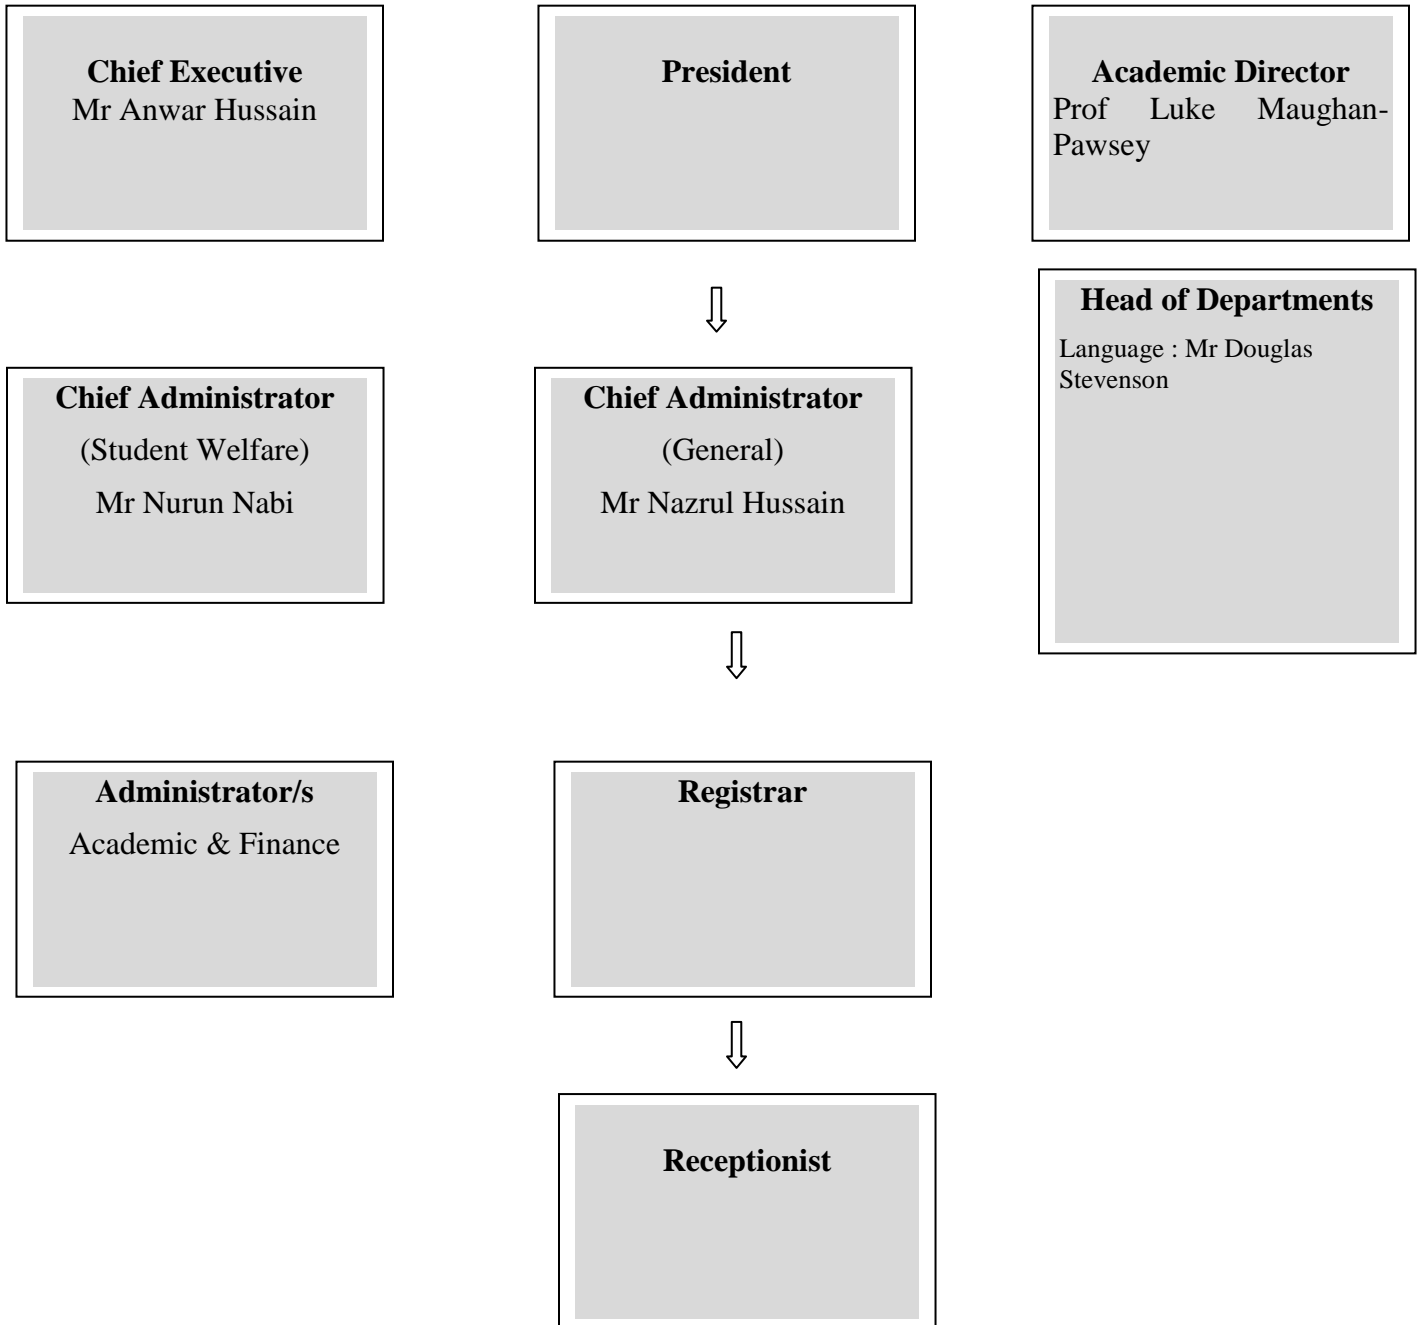 Chief Executive
Mr Anwar Hussain
President
Academic Director
Prof Luke Maughan-
Pawsey
Head of Departments
Language : Mr Douglas
Stevenson
Chief Administrator
(Student Welfare)
Mr Nurun Nabi
Chief Administrator
(General)
Mr Nazrul Hussain
Administrator/s
Academic & Finance
Registrar
Receptionist